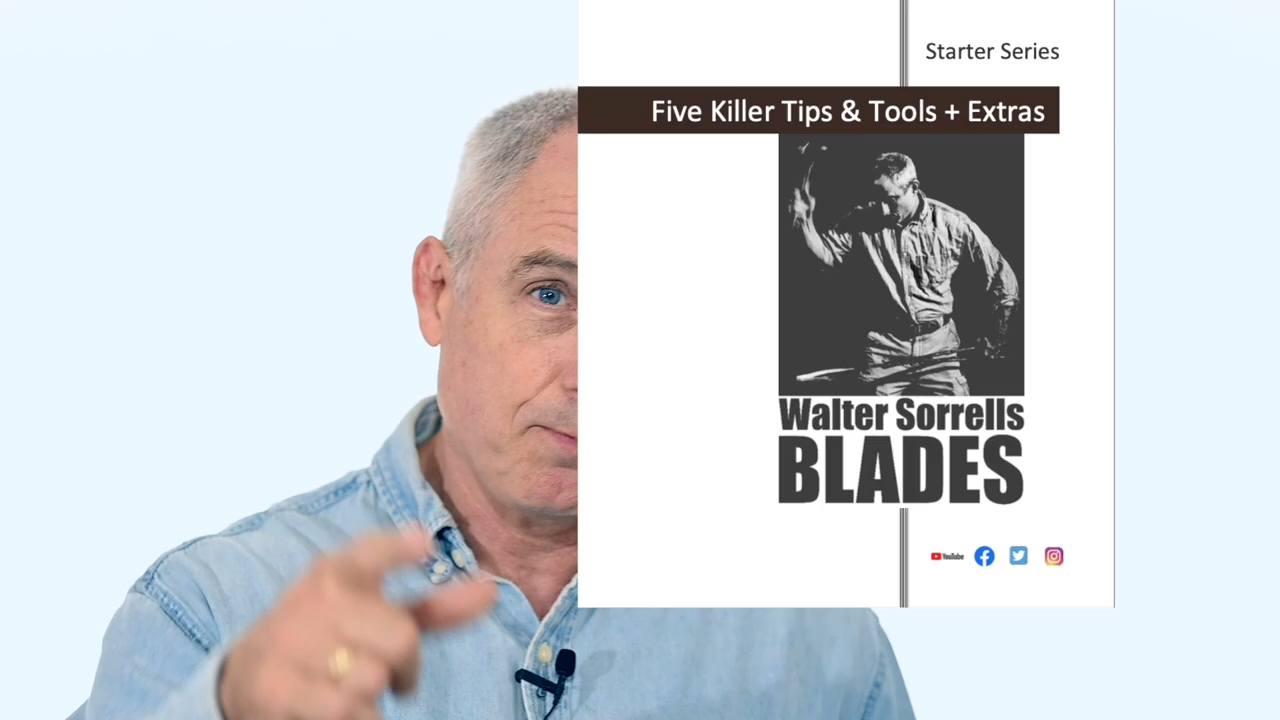 Starter Series
Five Killer Tips & Tools + Extras
Walter Sorrells
BLADES
YouTube